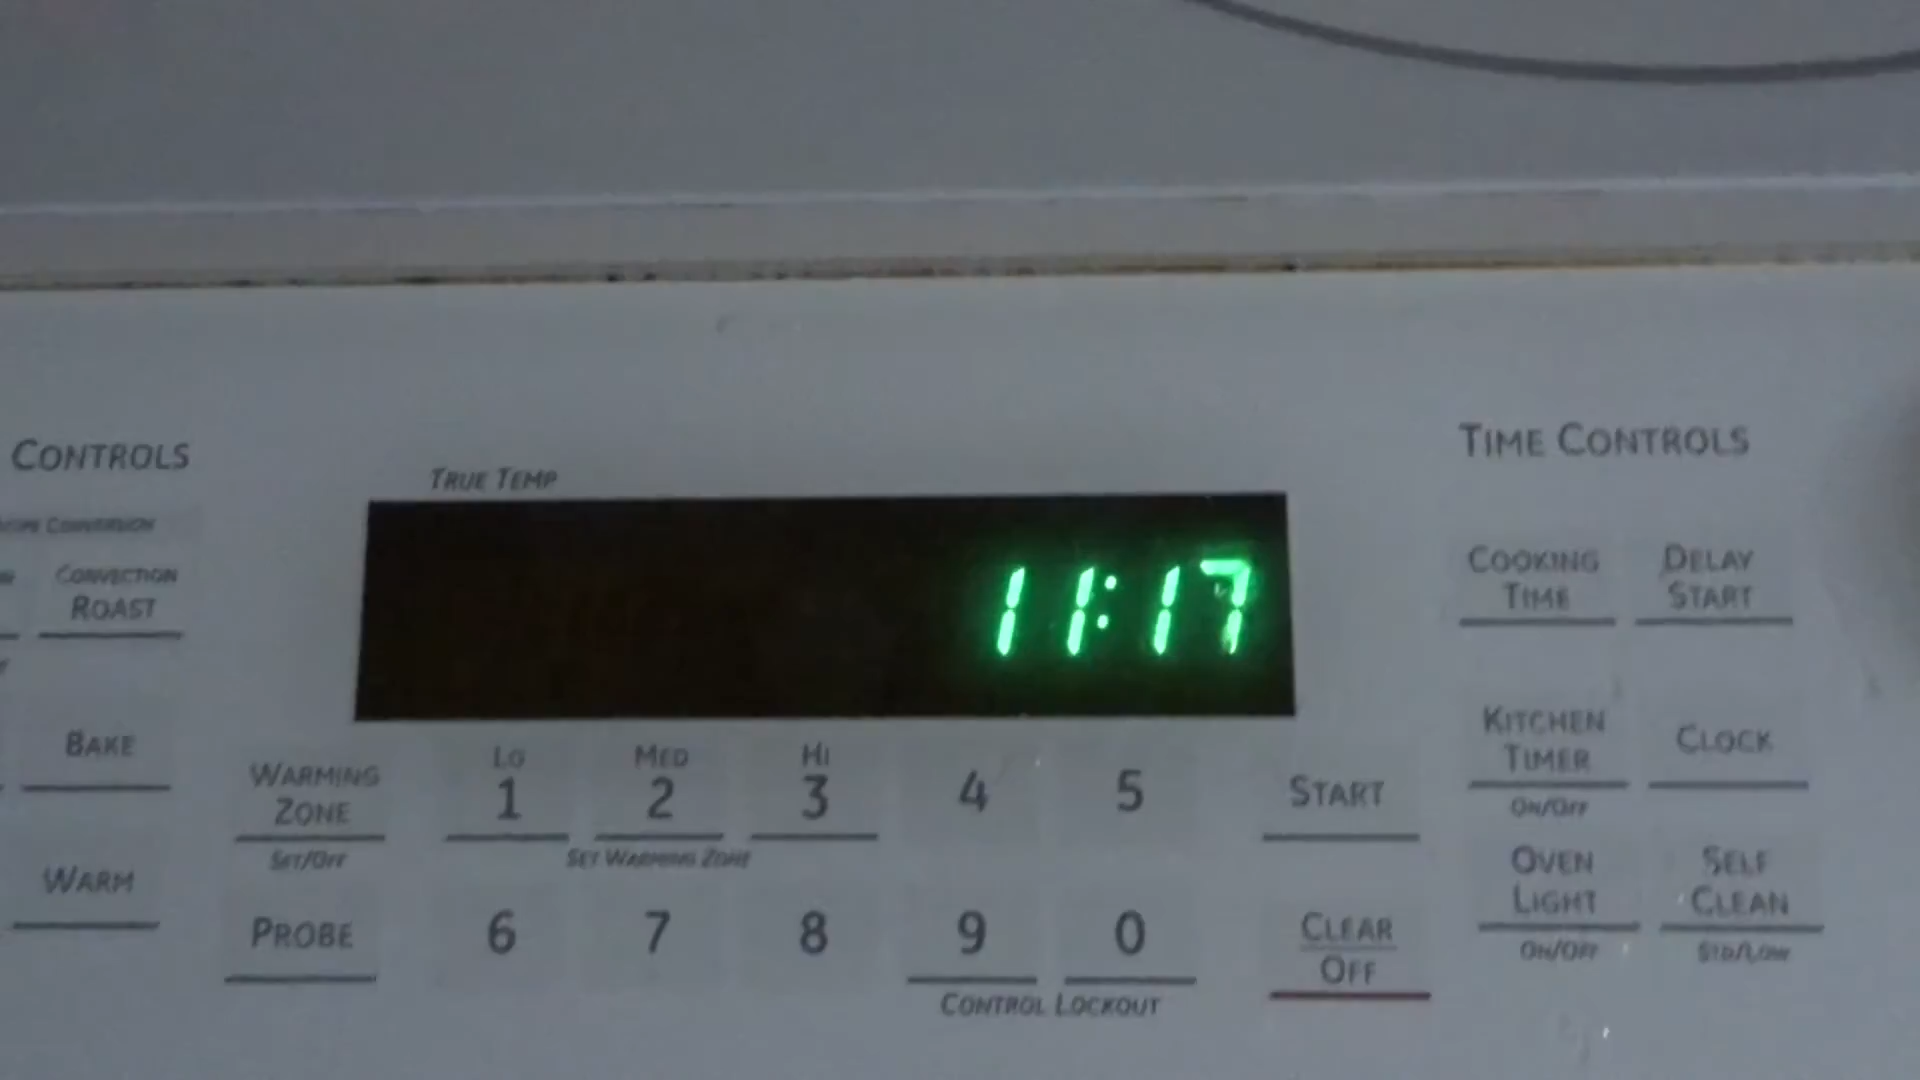 CONTROLS
TRUE TEMP
11:17
CONVECTION
ROAST
BAKE
WARM
WARMING
ZONE
SET/OFF
PROBE
LO
MED
HI
1
2
3
4
5
SET WARMING ZONE
6
7
8
9
0
CONTROL LOCKOUT
START
CLEAR
OFF
TIME CONTROLS
COOKING
TIME
DELAY
START
KITCHEN
TIMER
ON/OFF
CLOCK
OVEN
LIGHT
ON/OFF
SELF
CLEAN
STD/LOW